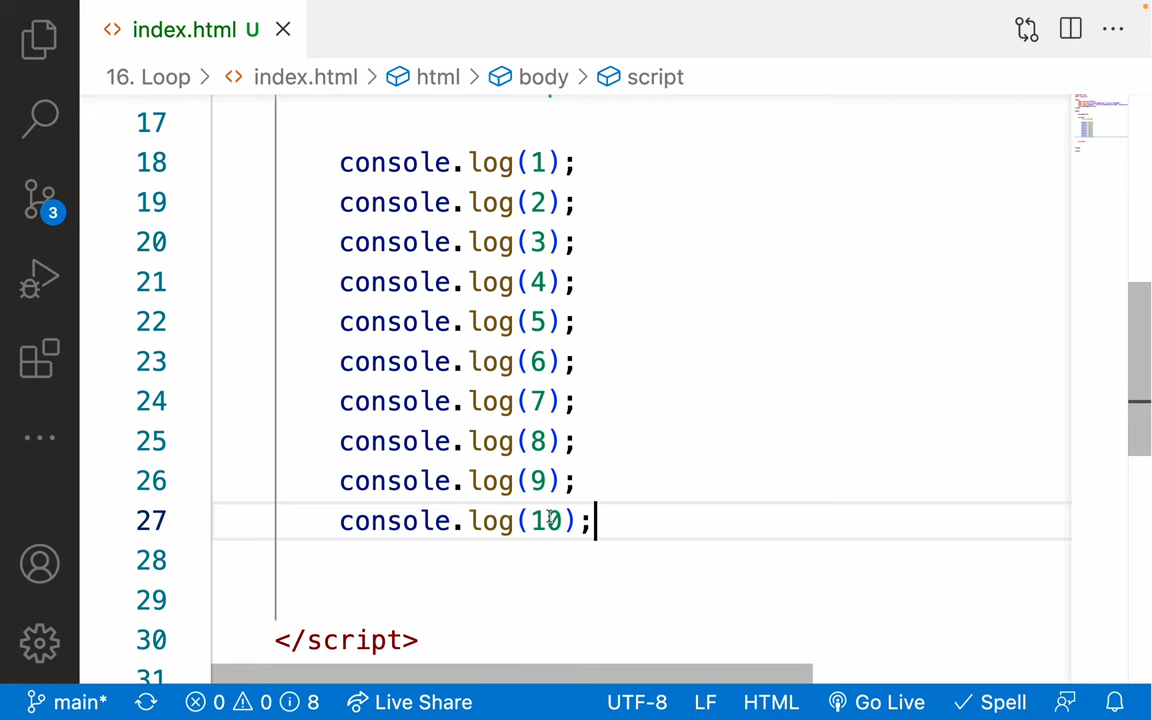 index.html U
16. Loop > index.html > html > body > script
17
18 console.log(1);
19 console.log(2);
20 console.log(3);
21 console.log(4);
22 console.log(5);
23 console.log(6);
24 console.log(7);
25 console.log(8);
26 console.log(9);
27 console.log(10);
28
29
30 </script>
31
3
main* 0 0 8 Live Share UTF-8 LF HTML Go Live Spell